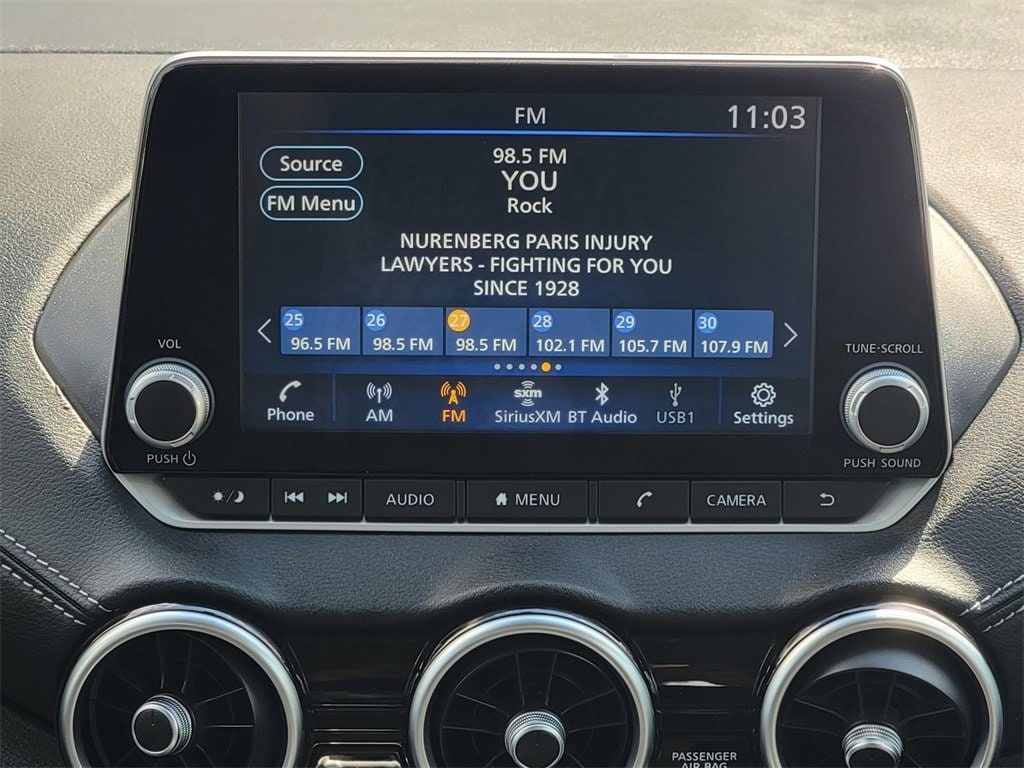 FM
11:03
Source
FM Menu
98.5 FM
YOU
Rock
NURENBERG PARIS INJURY
LAWYERS - FIGHTING FOR YOU
SINCE 1928
25 26 27 28 29 30
96.5 FM 98.5 FM 98.5 FM 102.1 FM 105.7 FM 107.9 FM
sxm
Phone AM FM SiriusXM BT Audio USB1 Settings
VOL
PUSH
TUNE·SCROLL
PUSH SOUND
AUDIO MENU CAMERA
PASSENGER
AIR BAG